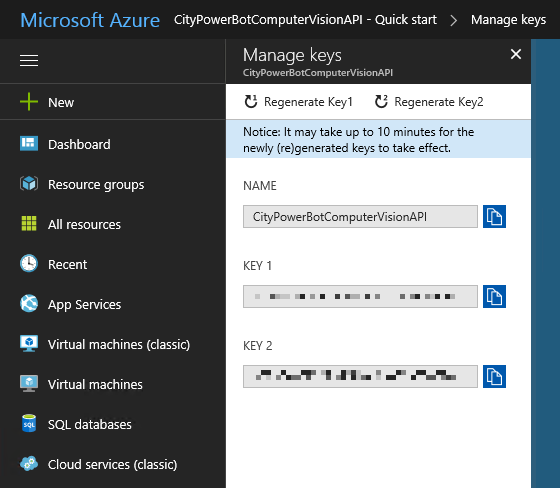 Microsoft Azure CityPowerBotComputerVisionAPI - Quick start > Manage keys
Manage keys
CityPowerBotComputerVisionAPI
Regenerate Key1 Regenerate Key2
Notice: It may take up to 10 minutes for the
newly (re)generated keys to take effect.
NAME
CityPowerBotComputerVisionAPI
KEY 1
KEY 2
New
Dashboard
Resource groups
All resources
Recent
App Services
Virtual machines (classic)
Virtual machines
SQL databases
Cloud services (classic)